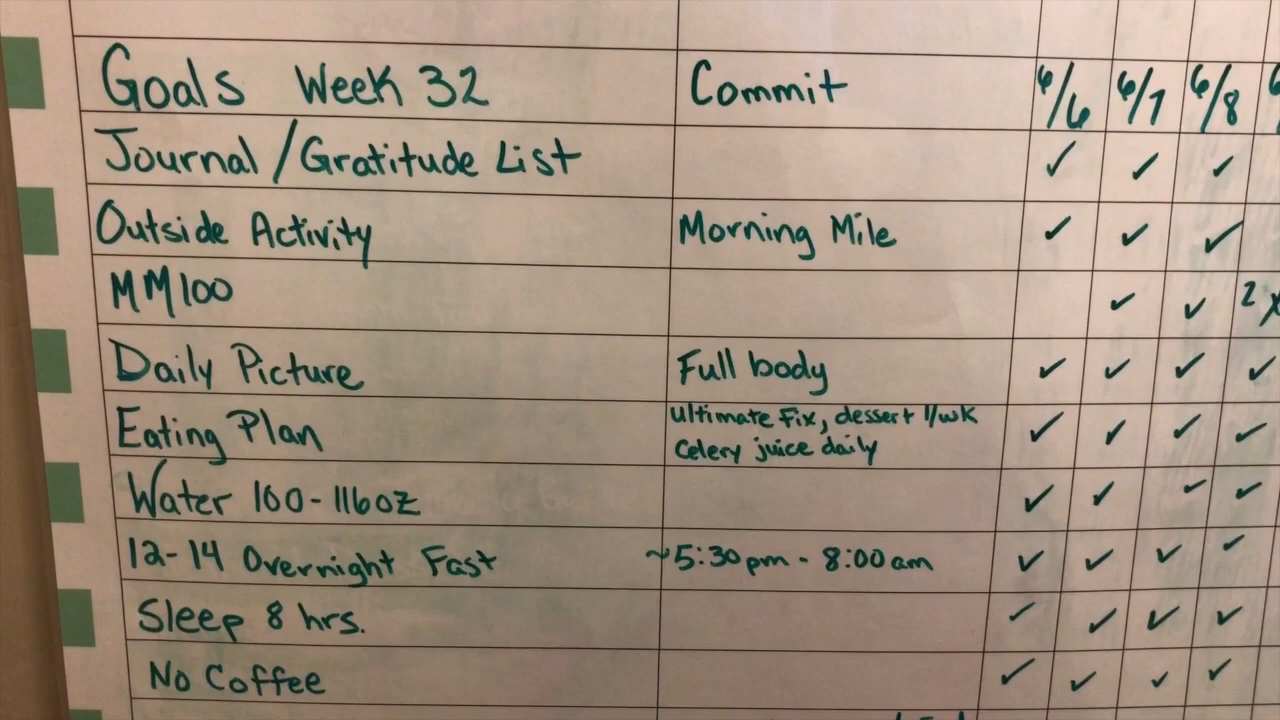 Goals Week 32 Commit 6/6 6/7 6/8
Journal/Gratitude List ✓ ✓ ✓
Outside Activity Morning Mile ✓ ✓ ✓
MM100 ✓ ✓ 2x
Daily Picture Full body ✓ ✓ ✓ ✓
Eating Plan Ultimate Fix, dessert 1/wk ✓ ✓ ✓ ✓
Celery juice daily
Water 100-116oz ✓ ✓ ✓ ✓
12-14 Overnight Fast ~5:30pm - 8:00am ✓ ✓ ✓ ✓
Sleep 8 hrs. ✓ ✓ ✓ ✓
No Coffee ✓ ✓ ✓ ✓